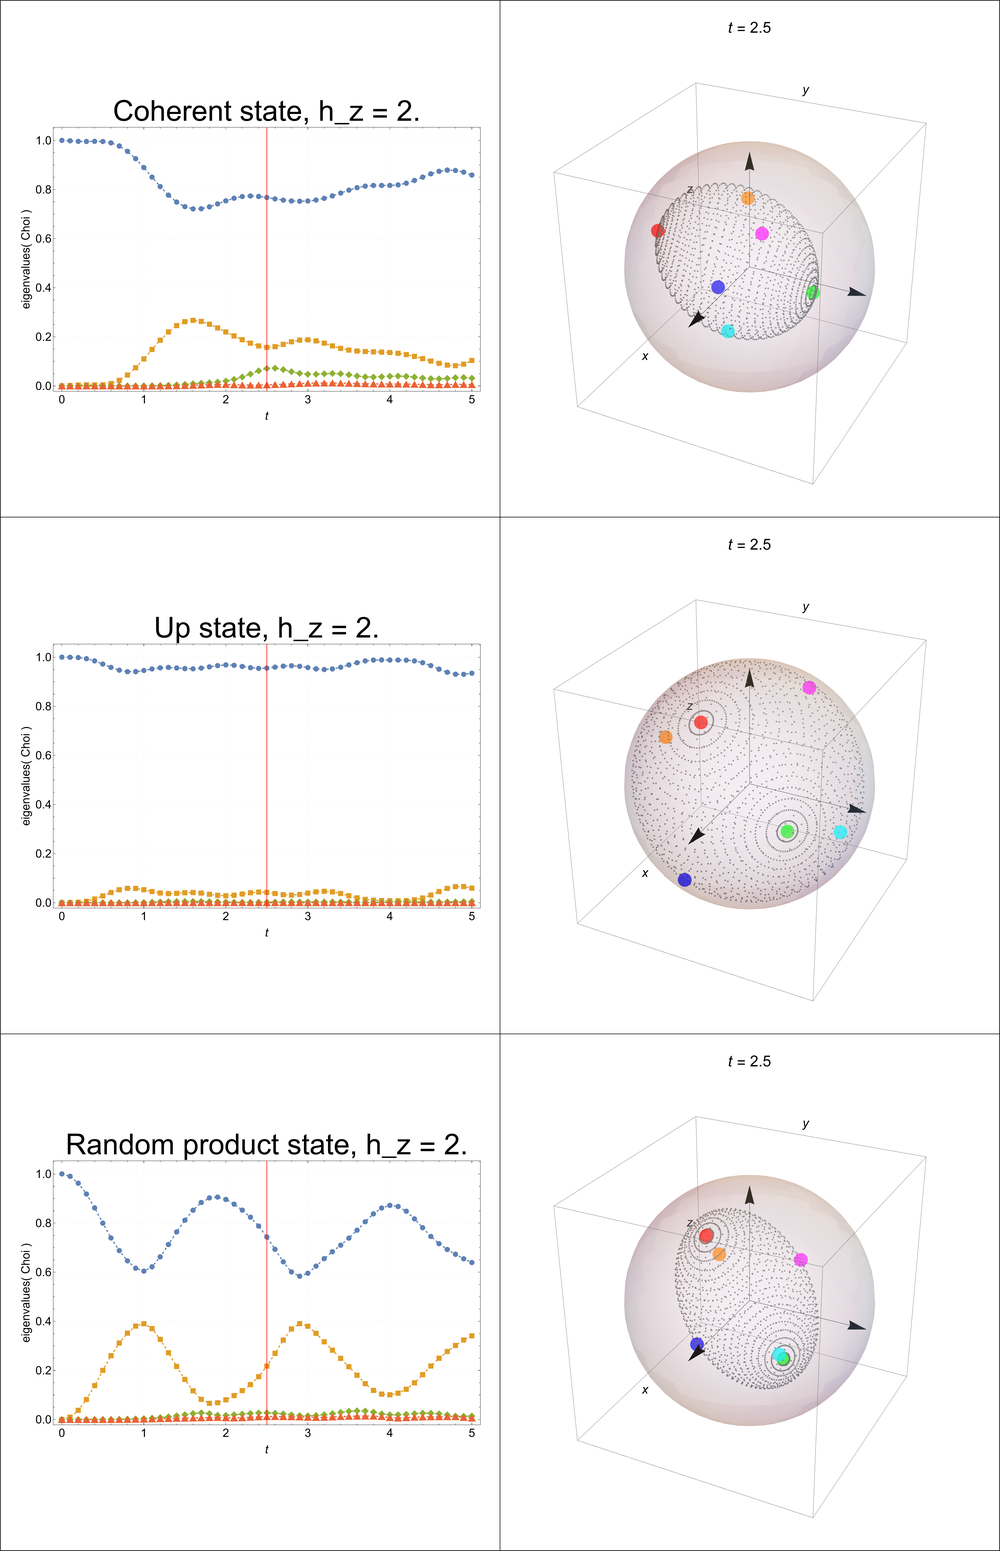 Coherent state, h_z = 2.
eigenvalues( Choi )
1.0
0.8
0.6
0.4
0.2
0.0
0 1 2 3 4 5
t
t = 2.5
y
z
x
Up state, h_z = 2.
eigenvalues( Choi )
1.0
0.8
0.6
0.4
0.2
0.0
0 1 2 3 4 5
t
t = 2.5
y
z
x
Random product state, h_z = 2.
eigenvalues( Choi )
1.0
0.8
0.6
0.4
0.2
0.0
0 1 2 3 4 5
t
t = 2.5
y
z
x